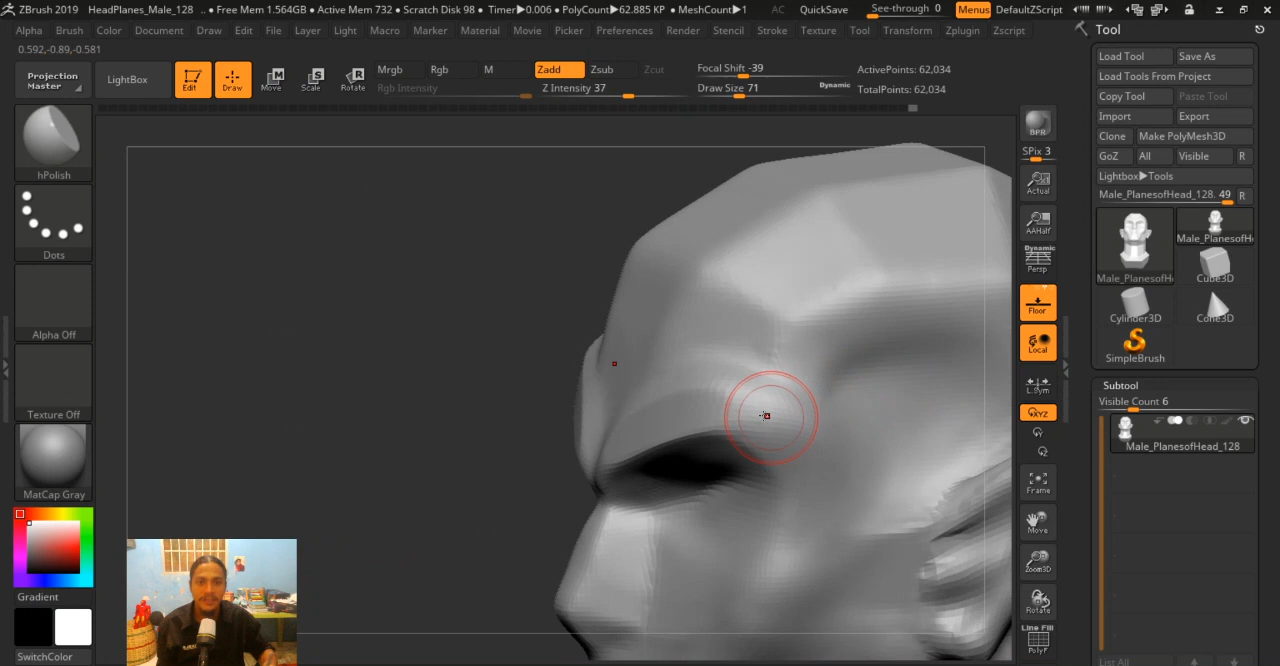 ZBrush 2019 HeadPlanes_Male_128 .. ● Free Mem 1.564GB ● Active Mem 732 ● Scratch Disk 98 ● Timer▶0.006 ● PolyCount▶62.885 KP ● MeshCount▶1 AC QuickSave See-through 0 Menus DefaultZScript
Alpha Brush Color Document Draw Edit File Layer Light Macro Marker Material Movie Picker Preferences Render Stencil Stroke Texture Tool Transform Zplugin Zscript
0.592,-0.89,-0.581
Projection Master
LightBox
Edit
Draw
Move
Scale
Rotate
Mrgb Rgb M
Rgb Intensity
Zadd Zsub Zcut
Z Intensity 37
Focal Shift -39
Draw Size 71
Dynamic
ActivePoints: 62,034
TotalPoints: 62,034
hPolish
Dots
Alpha Off
Texture Off
MatCap Gray
Gradient
SwitchColor
BPR
SPix 3
Actual
AAHalf
Dynamic
Persp
Floor
Local
L.Sym
XYZ
Frame
Move
Zoom3D
Rotate
Line Fill
PolyF
Tool
Load Tool Save As
Load Tools From Project
Copy Tool Paste Tool
Import Export
Clone Make PolyMesh3D
GoZ All Visible R
Lightbox▶Tools
Male_PlanesofHead_128. 49 R
Male_PlanesofH
Male_PlanesofH
Cube3D
Cylinder3D
Cone3D
SimpleBrush
Subtool
Visible Count 6
Male_PlanesofHead_128
List All